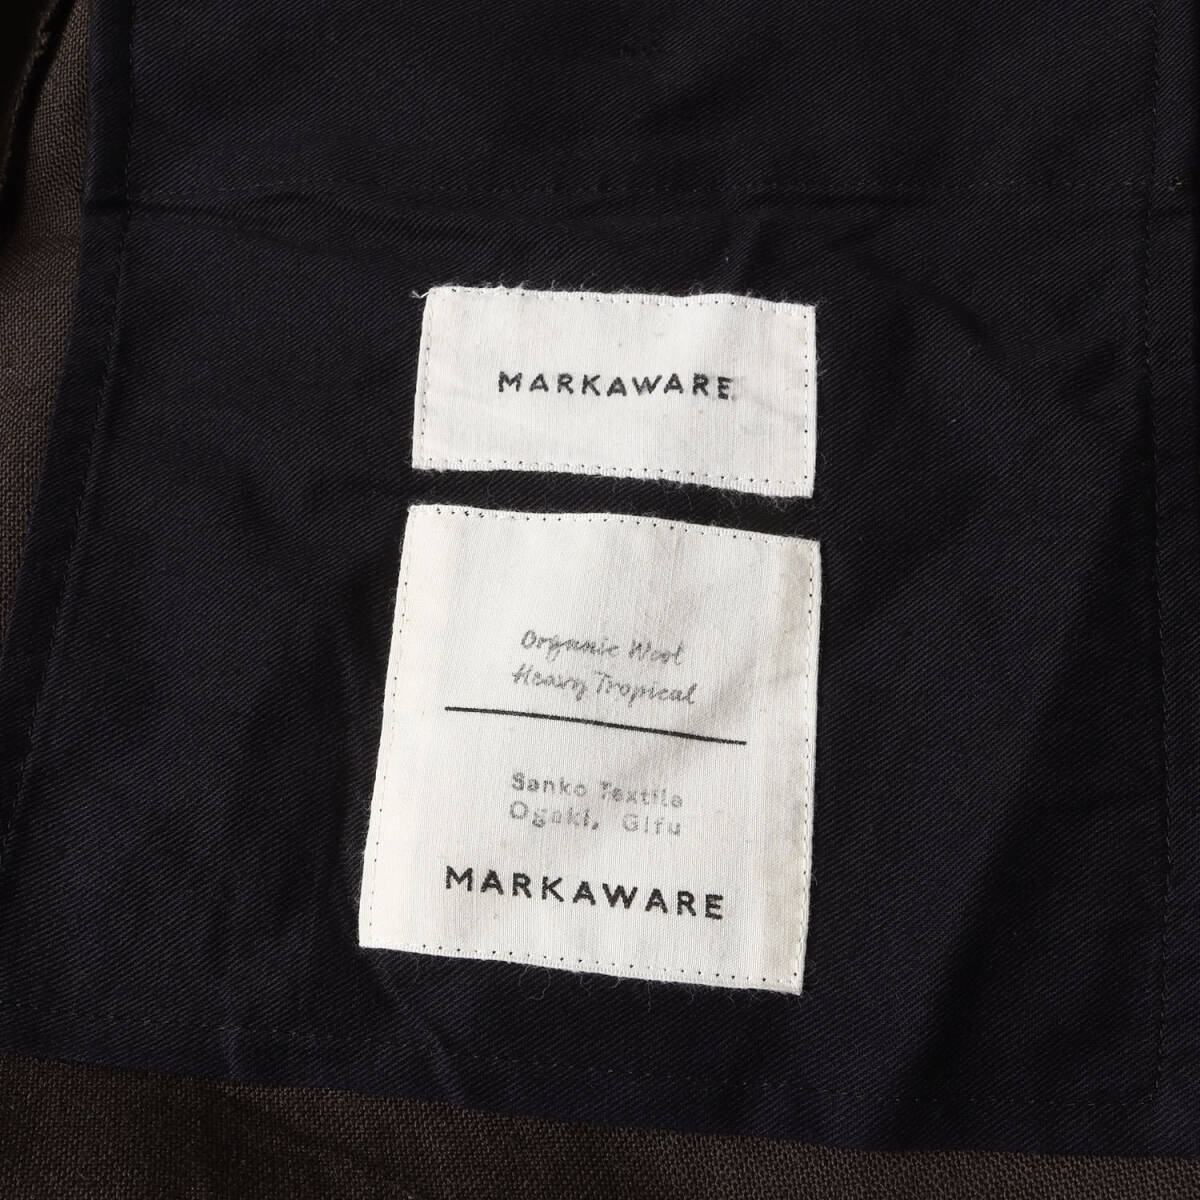 MARKAWARE
Organic Wool
Heavy Tropical
Sanko Textile
Ogaki, Gifu
MARKAWARE